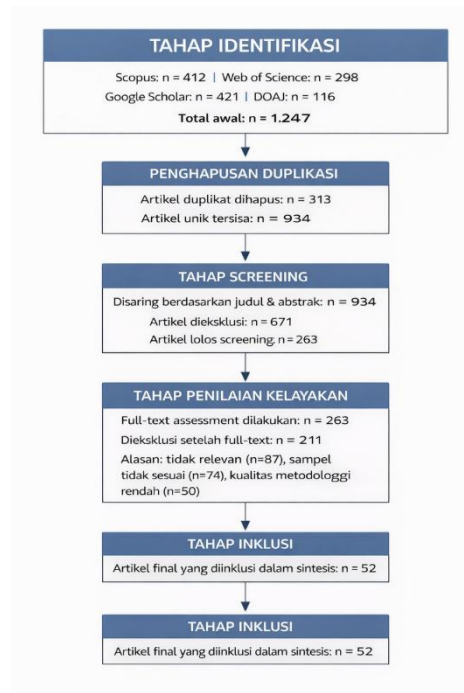 TAHAP IDENTIFIKASI
Scopus: n = 412 | Web of Science: n = 298
Google Scholar: n = 421 | DOAJ: n = 116
Total awal: n = 1.247
PENGHAPUSAN DUPLIKASI
Artikel duplikat dihapus: n = 313
Artikel unik tersisa: n = 934
TAHAP SCREENING
Disaring berdasarkan judul & abstrak: n = 934
Artikel dieksklusi: n = 671
Artikel lolos screening: n = 263
TAHAP PENILAIAN KELAYAKAN
Full-text assessment dilakukan: n = 263
Dieksklusi setelah full-text: n = 211
Alasan: tidak relevan (n=87), sampel
tidak sesuai (n=74), kualitas metodologgi
rendah (n=50)
TAHAP INKLUSI
Artikel final yang diinklusi dalam sintesis: n = 52
TAHAP INKLUSI
Artikel final yang diinklusi dalam sintesis: n = 52